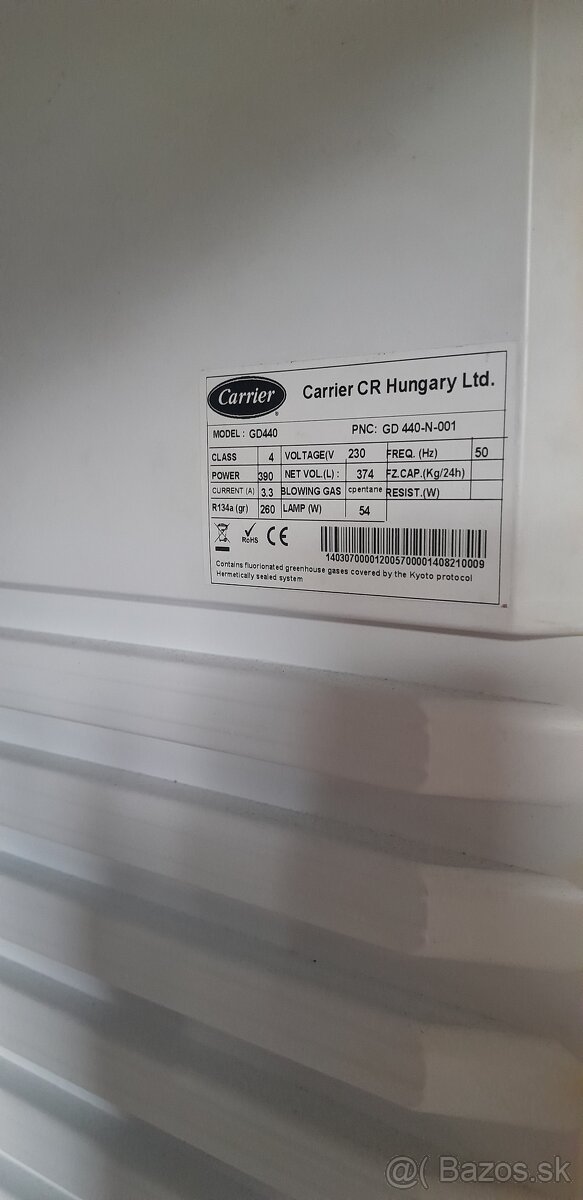 Carrier
Carrier CR Hungary Ltd.
MODEL : GD440 PNC: GD 440-N-001
CLASS 4 VOLTAGE(V 230 FREQ. (Hz) 50
POWER 390 NET VOL.(L) : 374 FZ.CAP.(Kg/24h)
CURRENT (A) 3.3 BLOWING GAS cpentane RESIST.(W)
R134a (gr) 260 LAMP (W) 54
RoHS CE
140307000012005700001408210009
Contains fluorionated greenhouse gases covered by the Kyoto protocol
Hermetically sealed system
@( Bazos.sk